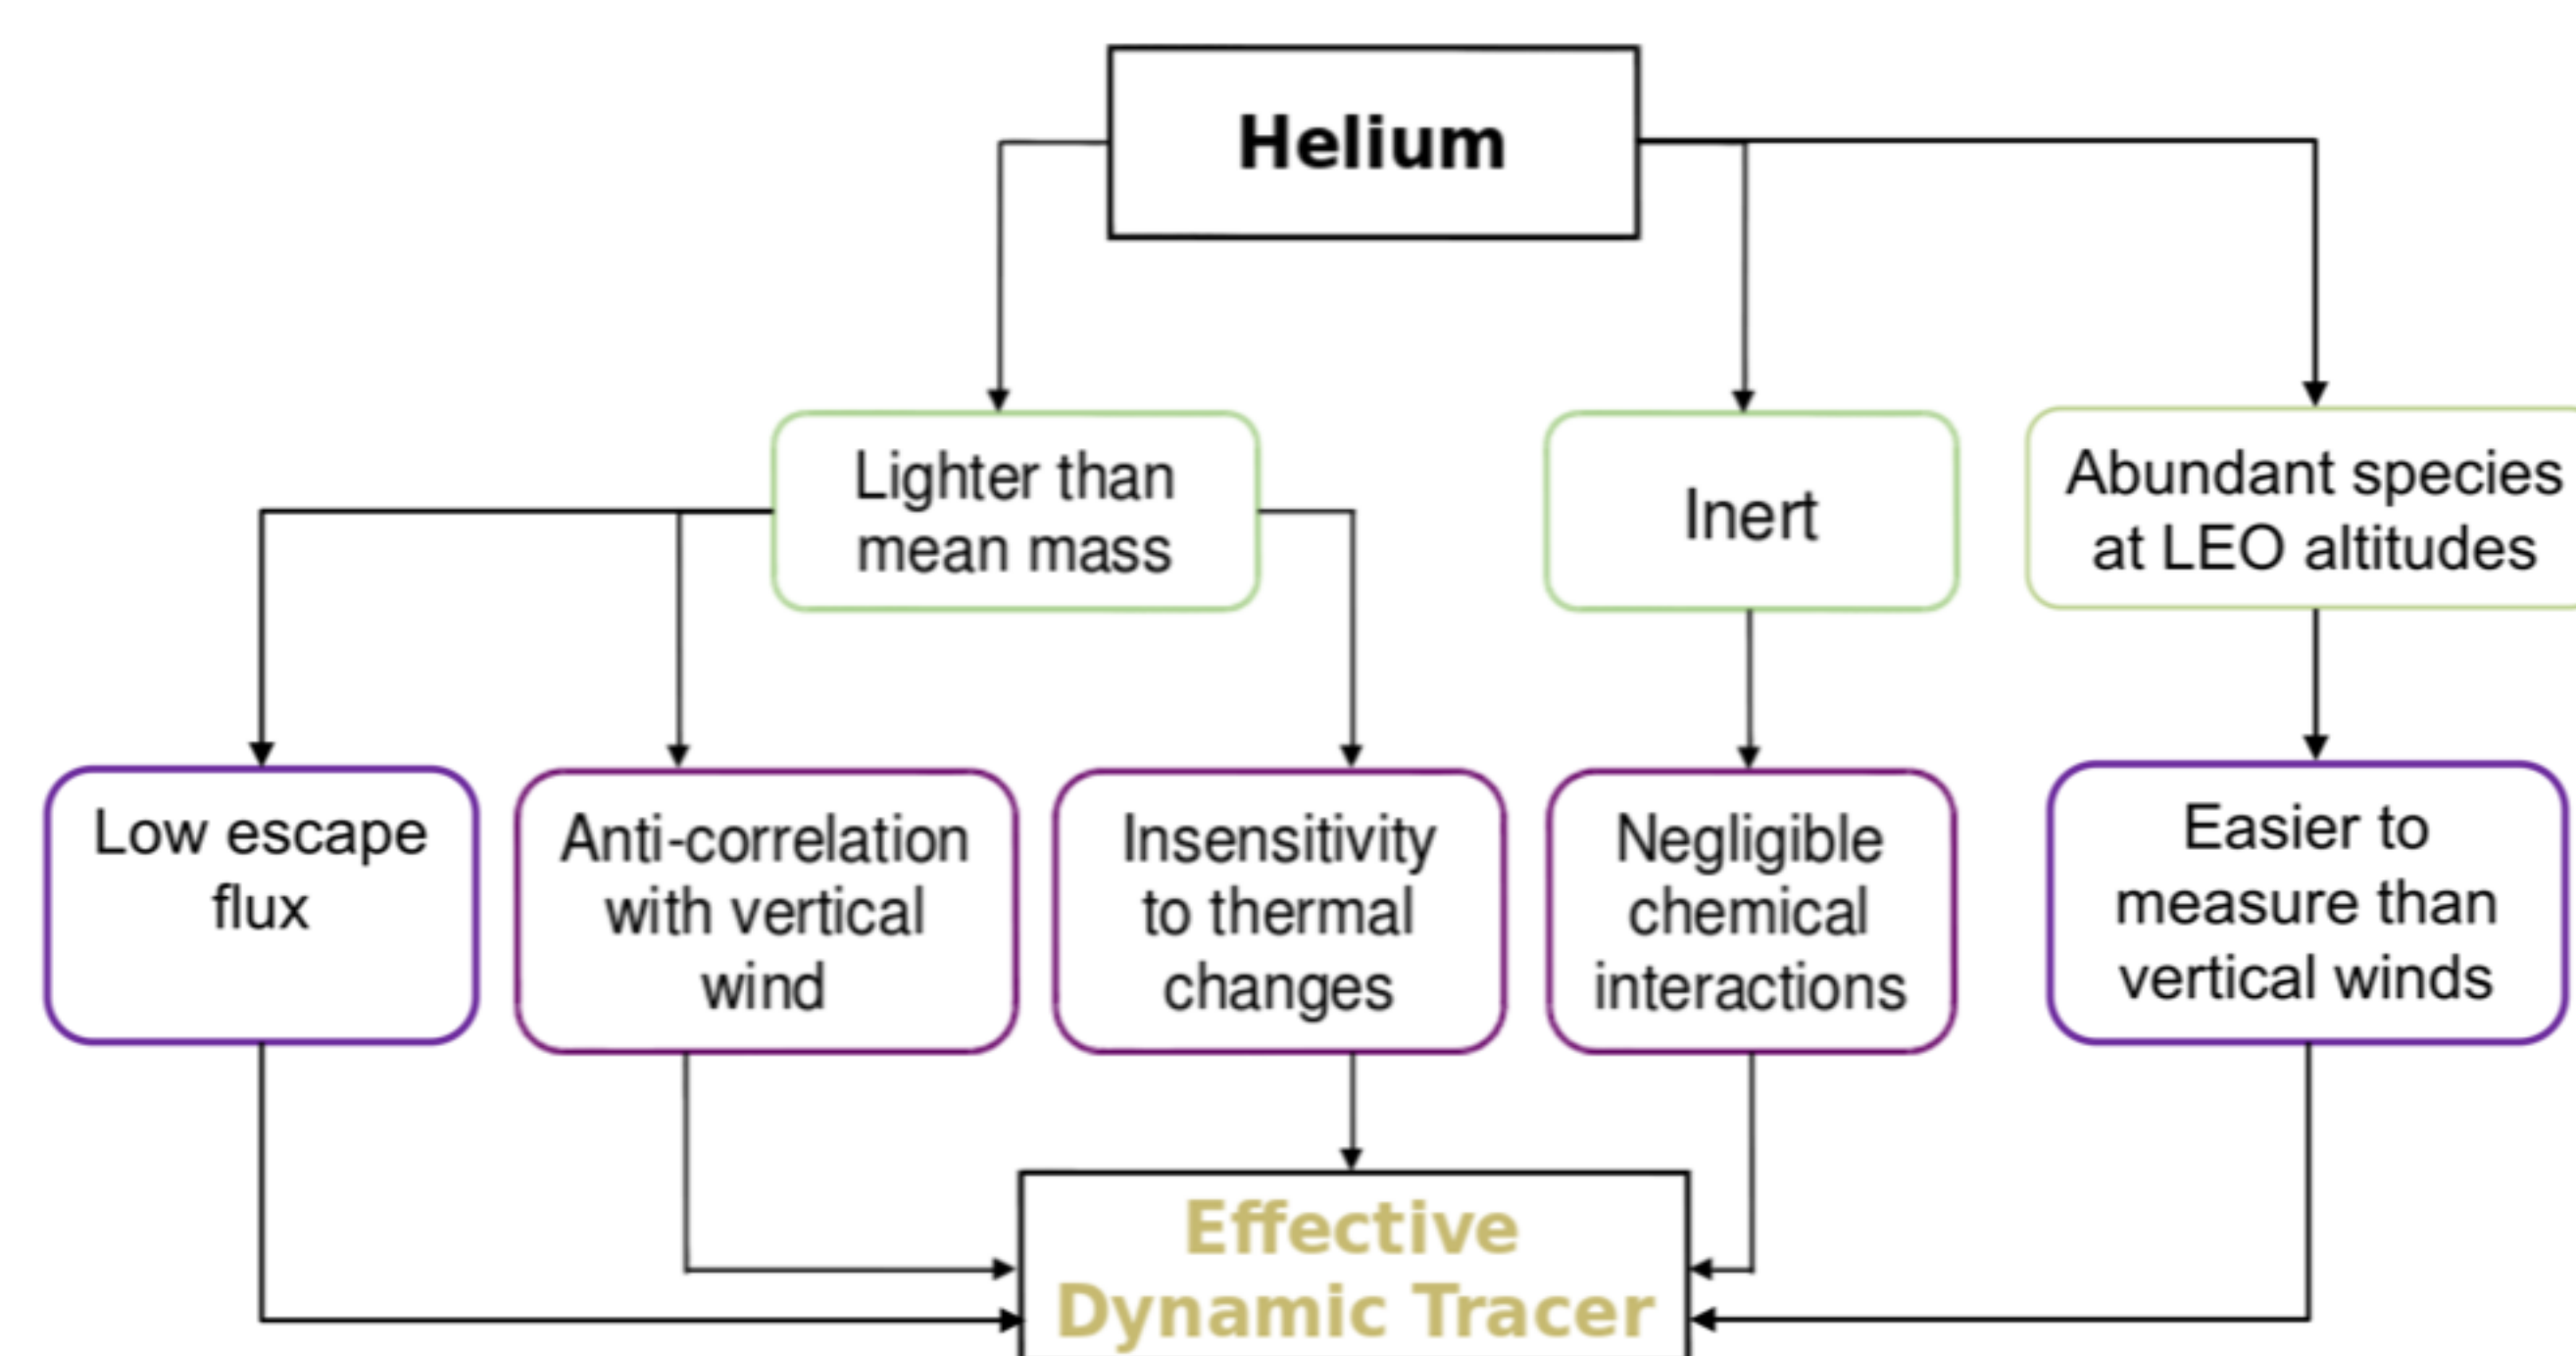 Helium
Lighter than
mean mass
Inert
Abundant species
at LEO altitudes
Low escape
flux
Anti-correlation
with vertical
wind
Insensitivity
to thermal
changes
Negligible
chemical
interactions
Easier to
measure than
vertical winds
Effective
Dynamic Tracer